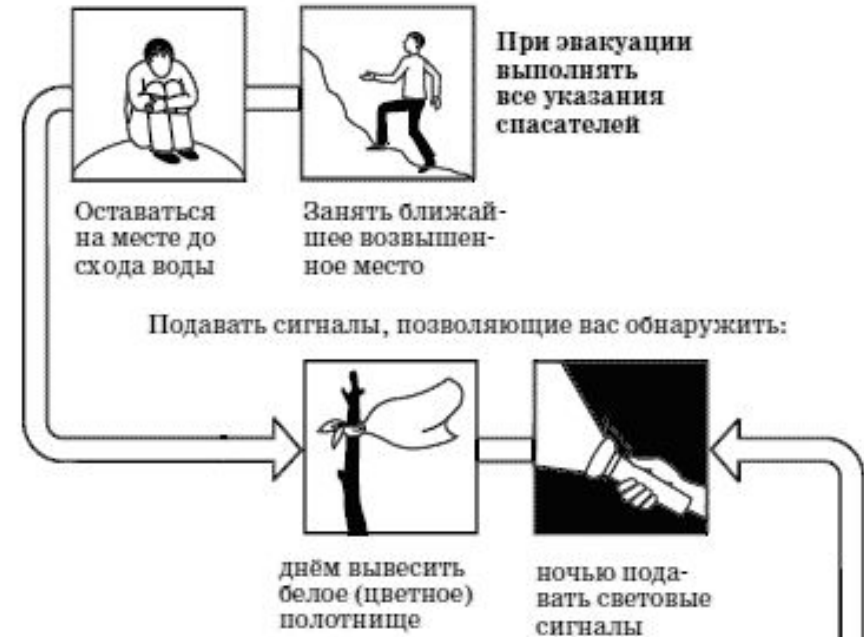 При эвакуации
выполнять
все указания
спасателей
Оставаться
на месте до
схода воды
Занять ближай-
шее возвышен-
ное место
Подавать сигналы, позволяющие вас обнаружить:
днём вывесить
белое (цветное)
полотнище
ночью пода-
вать световые
сигналы